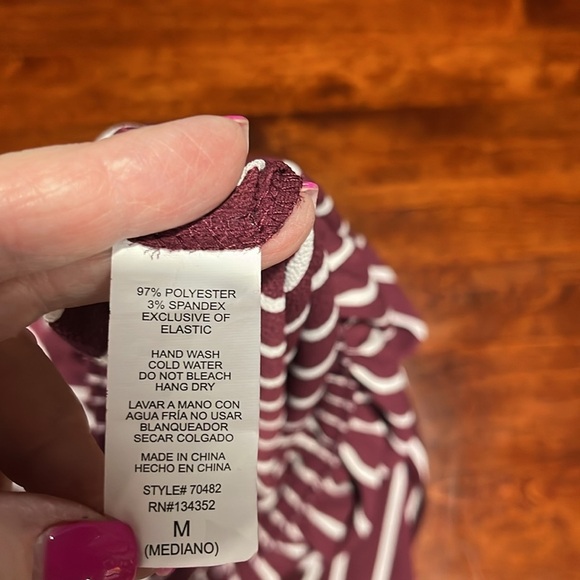 97% POLYESTER
3% SPANDEX
EXCLUSIVE OF
ELASTIC
HAND WASH
COLD WATER
DO NOT BLEACH
HANG DRY
LAVAR A MANO CON
AGUA FRÍA NO USAR
BLANQUEADOR
SECAR COLGADO
MADE IN CHINA
HECHO EN CHINA
STYLE# 70482
RN#134352
M
(MEDIANO)